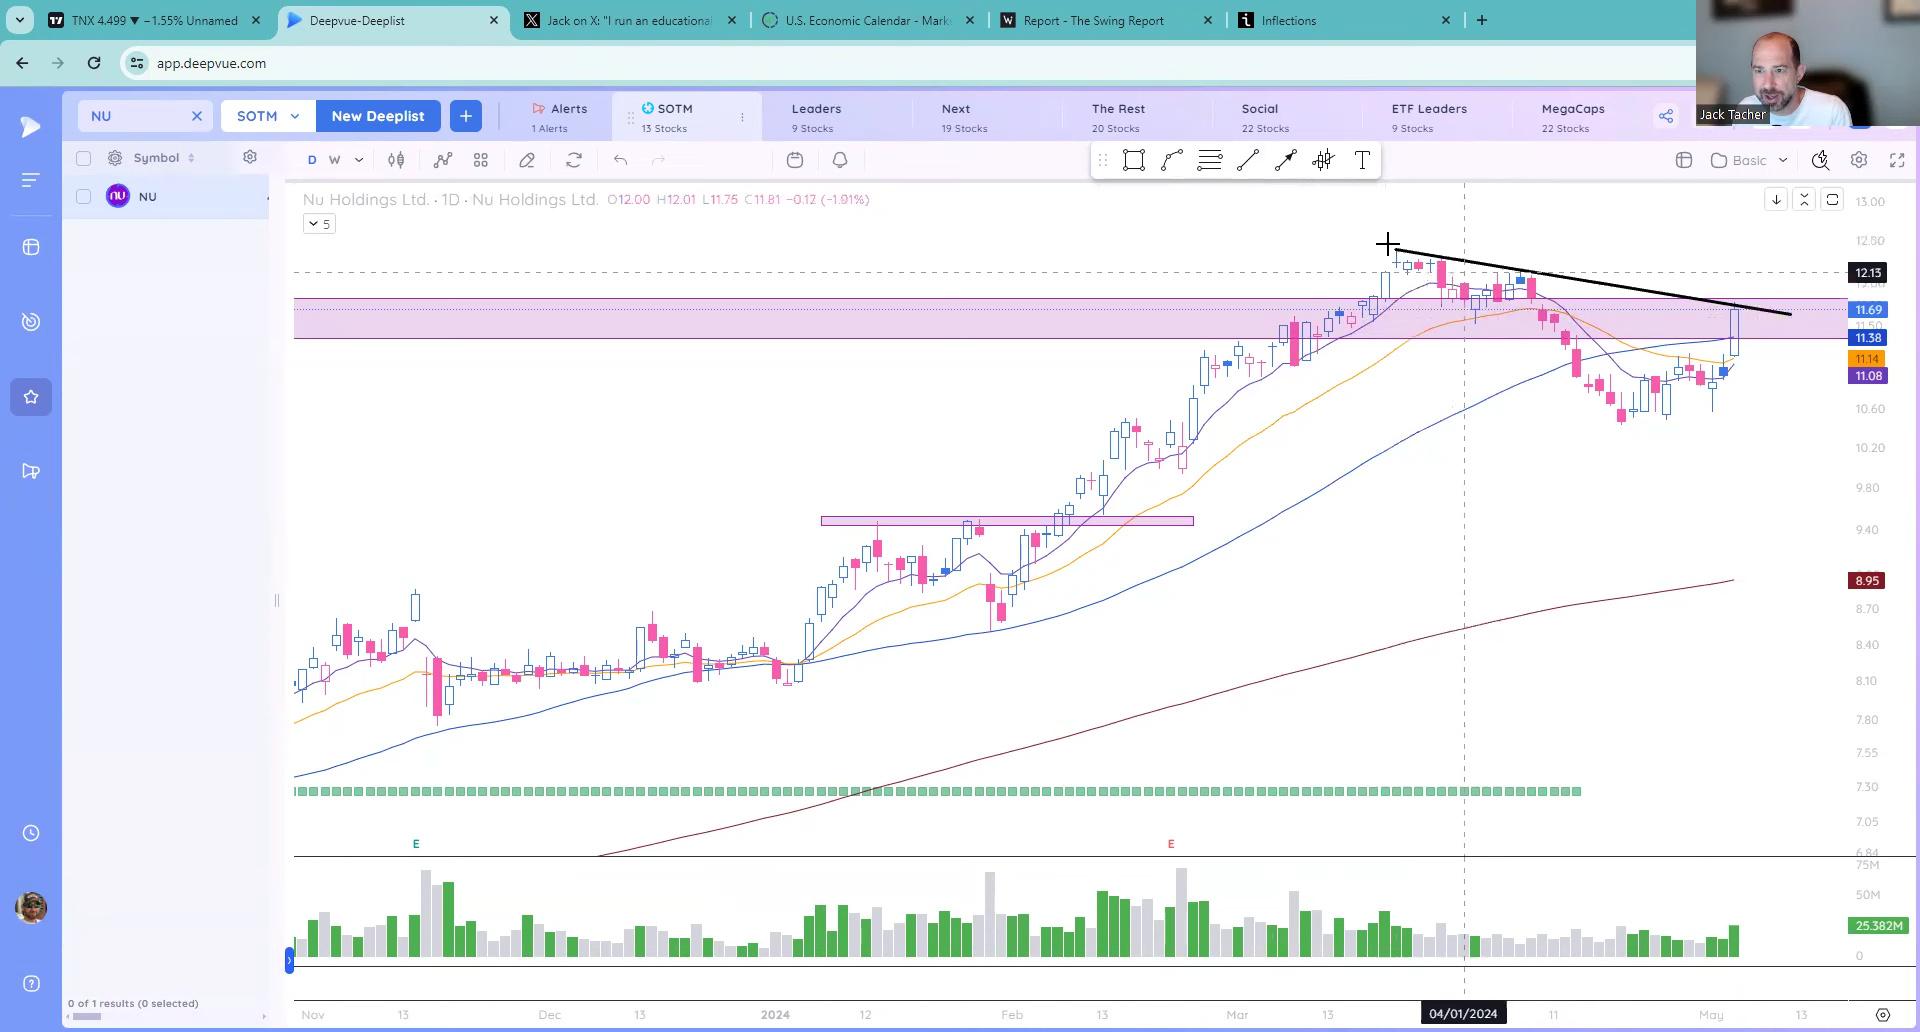 TNX 4.499 ▼ −1.55% Unnamed
Deepvue-Deeplist
Jack on X: "I run an educational
U.S. Economic Calendar - Mark
Report - The Swing Report
Inflections
app.deepvue.com
Jack Tacher
NU
SOTM
New Deeplist
Alerts
1 Alerts
SOTM
13 Stocks
Leaders
9 Stocks
Next
19 Stocks
The Rest
20 Stocks
Social
22 Stocks
ETF Leaders
9 Stocks
MegaCaps
22 Stocks
Symbol
D W
T
Basic
NU
Nu Holdings Ltd. · 1D · Nu Holdings Ltd. O12.00 H12.01 L11.75 C11.81 −0.12 (−1.91%)
5
13.00
12.13
11.69
11.50
11.38
11.14
11.08
10.60
10.20
9.80
9.40
8.95
8.70
8.40
8.10
7.80
7.55
7.30
7.05
6.84
E
E
75M
50M
25.382M
0
0 of 1 results (0 selected)
Nov 13 Dec 13 2024 12 Feb 13 Mar 13 04/01/2024 11 May 13